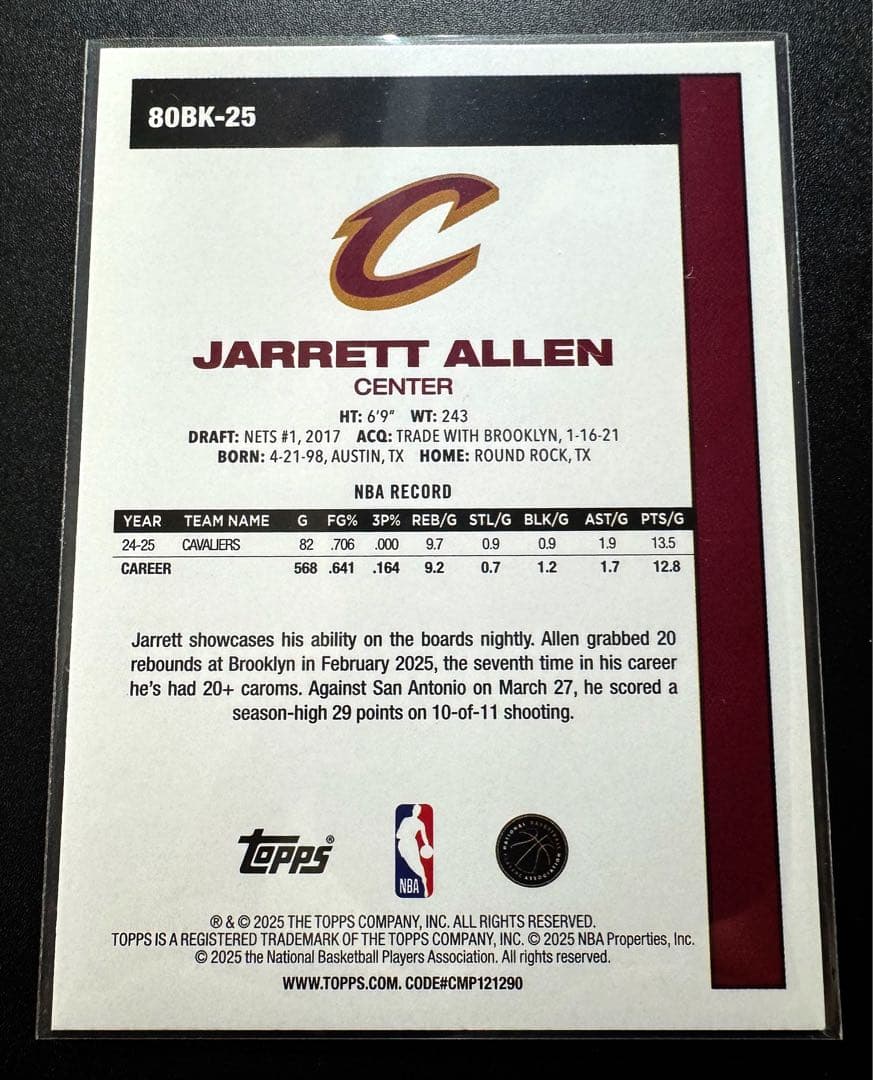 80BK-25
JARRETT ALLEN
CENTER
HT: 6'9" WT: 243
DRAFT: NETS #1, 2017 ACQ: TRADE WITH BROOKLYN, 1-16-21
BORN: 4-21-98, AUSTIN, TX HOME: ROUND ROCK, TX
NBA RECORD
YEAR TEAM NAME G FG% 3P% REB/G STL/G BLK/G AST/G PTS/G
24-25 CAVALIERS 82 .706 .000 9.7 0.9 0.9 1.9 13.5
CAREER 568 .641 .164 9.2 0.7 1.2 1.7 12.8
Jarrett showcases his ability on the boards nightly. Allen grabbed 20
rebounds at Brooklyn in February 2025, the seventh time in his career
he's had 20+ caroms. Against San Antonio on March 27, he scored a
season-high 29 points on 10-of-11 shooting.
Topps® NBA NATIONAL BASKETBALL PLAYERS ASSOCIATION
® & © 2025 THE TOPPS COMPANY, INC. ALL RIGHTS RESERVED.
TOPPS IS A REGISTERED TRADEMARK OF THE TOPPS COMPANY, INC. © 2025 NBA Properties, Inc.
© 2025 the National Basketball Players Association. All rights reserved.
WWW.TOPPS.COM. CODE#CMP121290